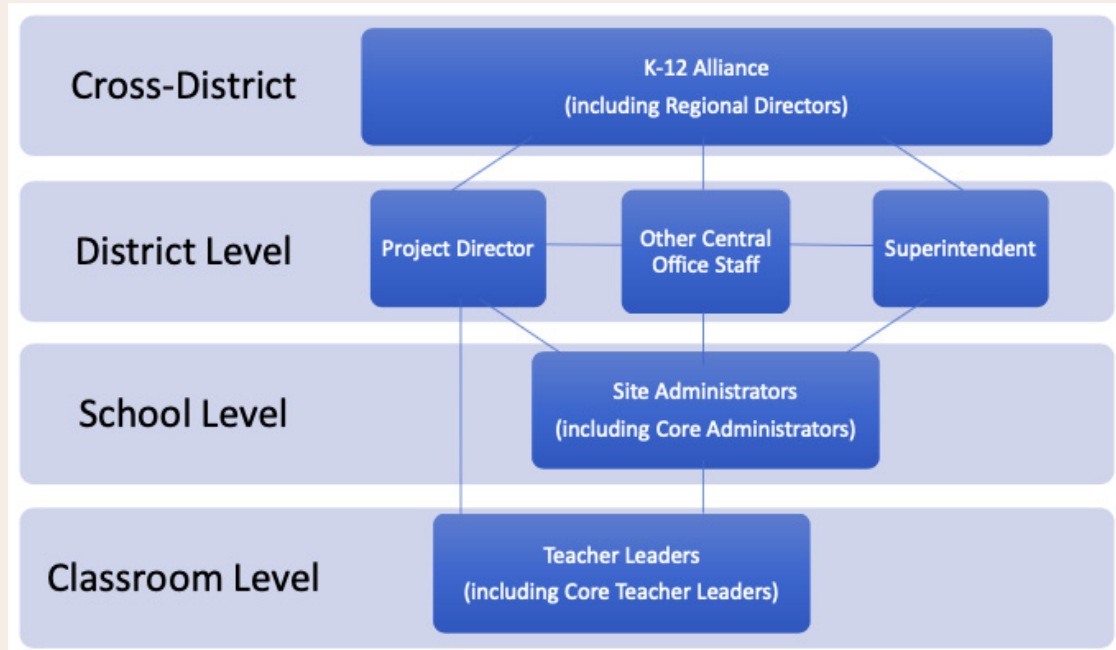 Cross-District
K-12 Alliance
(including Regional Directors)
District Level
Project Director
Other Central
Office Staff
Superintendent
School Level
Site Administrators
(including Core Administrators)
Classroom Level
Teacher Leaders
(including Core Teacher Leaders)